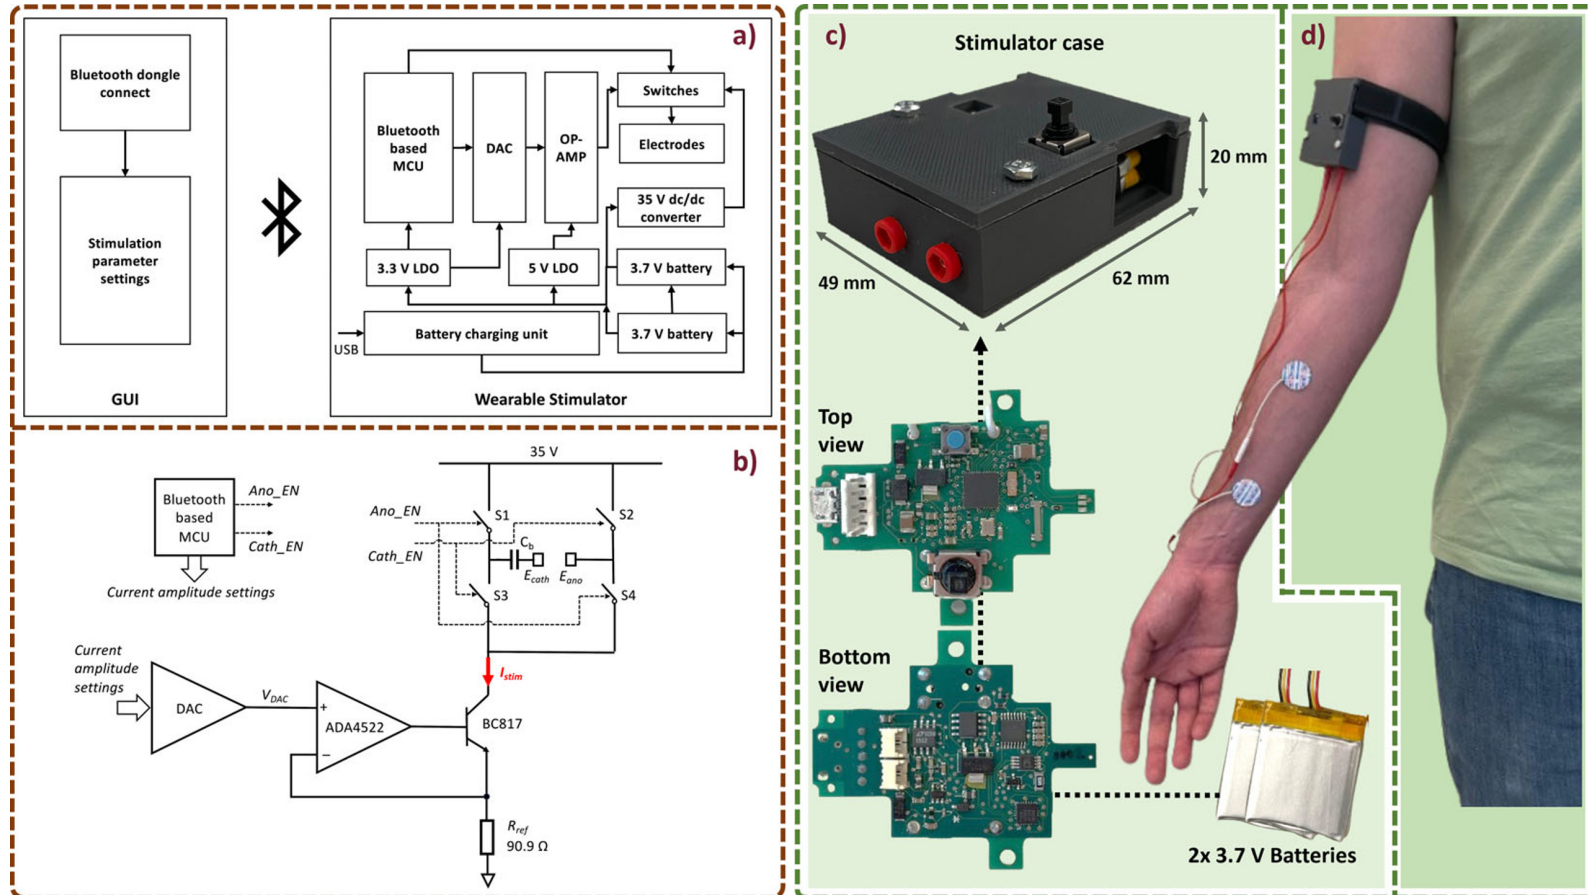 a)
Bluetooth dongle
connect
Stimulation
parameter
settings
GUI
Bluetooth
based
MCU
DAC
OP-
AMP
Switches
Electrodes
35 V dc/dc
converter
3.3 V LDO
5 V LDO
3.7 V battery
3.7 V battery
Battery charging unit
USB
Wearable Stimulator
b)
Bluetooth
based
MCU
Ano_EN
Cath_EN
Current amplitude settings
35 V
Ano_EN
Cath_EN
S1
S2
Cb
Ecath
Eano
S3
S4
Istim
Current
amplitude
settings
DAC
VDAC
+
ADA4522
−
BC817
Rref
90.9 Ω
c)
Stimulator case
20 mm
49 mm
62 mm
Top
view
Bottom
view
2x 3.7 V Batteries
d)